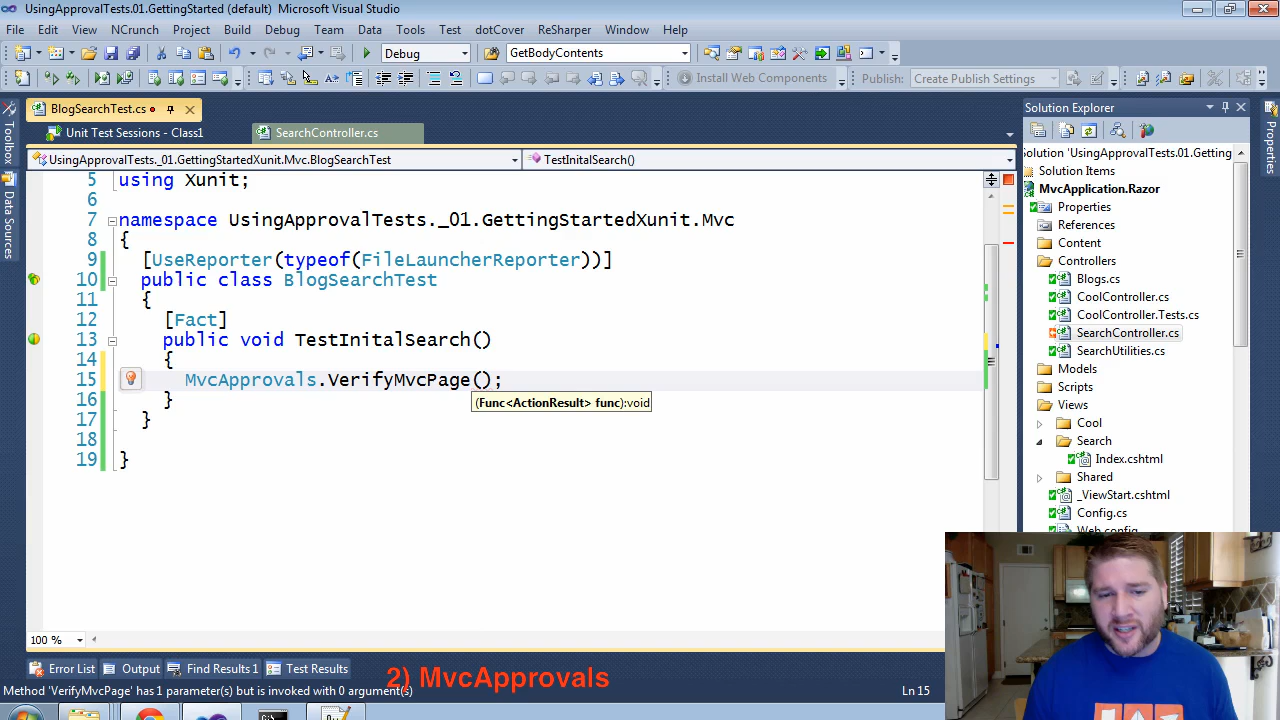 UsingApprovalTests.01.GettingStarted (default) - Microsoft Visual Studio
File Edit View NCrunch Project Build Debug Team Data Tools Test dotCover ReSharper Window Help
Debug GetBodyContents
Install Web Components Publish: Create Publish Settings
BlogSearchTest.cs
Unit Test Sessions - Class1 SearchController.cs
UsingApprovalTests._01.GettingStartedXunit.Mvc.BlogSearchTest TestInitalSearch()
Toolbox
Data Sources
5 using Xunit;
6
7 namespace UsingApprovalTests._01.GettingStartedXunit.Mvc
8 {
9 [UseReporter(typeof(FileLauncherReporter))]
10 public class BlogSearchTest
11 {
12 [Fact]
13 public void TestInitalSearch()
14 {
15 MvcApprovals.VerifyMvcPage();
(Func<ActionResult> func):void
16 }
17 }
18
19 }
100 %
Solution Explorer
Solution 'UsingApprovalTests.01.Getting
Solution Items
MvcApplication.Razor
Properties
References
Content
Controllers
Blogs.cs
CoolController.cs
CoolController.Tests.cs
SearchController.cs
SearchUtilities.cs
Models
Scripts
Views
Cool
Search
Index.cshtml
Shared
_ViewStart.cshtml
Config.cs
Web.config
Properties
Error List Output Find Results 1 Test Results
2) MvcApprovals
Method 'VerifyMvcPage' has 1 parameter(s) but is invoked with 0 argument(s)
Ln 15